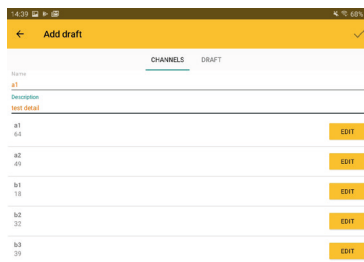 14:39 68%
Add draft
CHANNELS DRAFT
Name
a1
Description
test detail
a1
64
EDIT
a2
49
EDIT
b1
18
EDIT
b2
32
EDIT
b3
39
EDIT